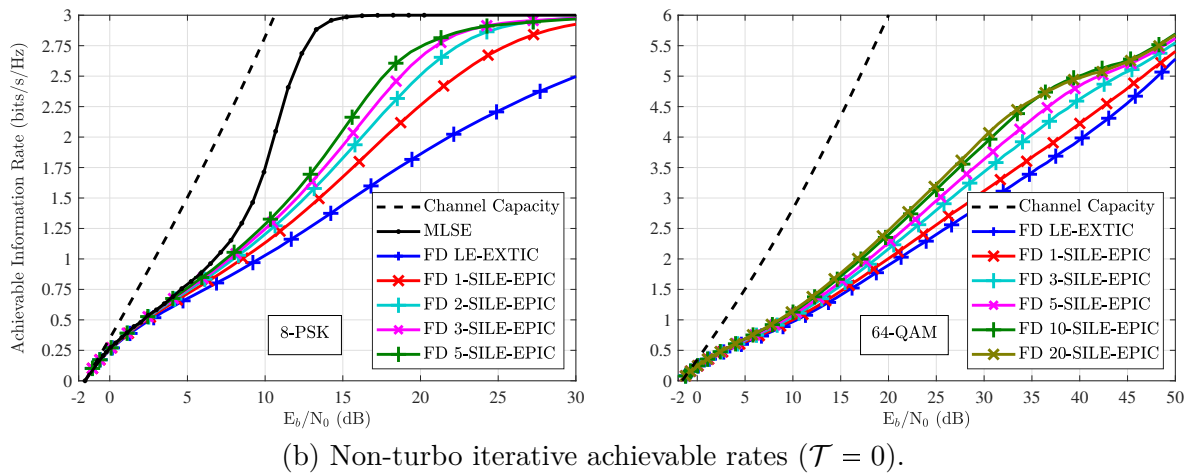 Achievable Information Rate (bits/s/Hz)
3
2.75
2.5
2.25
2
1.75
1.5
1.25
1
0.75
0.5
0.25
0
-2 0 5 10 15 20 25 30
E_b/N_0 (dB)
Channel Capacity
MLSE
FD LE-EXTIC
FD 1-SILE-EPIC
FD 2-SILE-EPIC
FD 3-SILE-EPIC
FD 5-SILE-EPIC
8-PSK
6
5.5
5
4.5
4
3.5
3
2.5
2
1.5
1
0.5
0
-2 0 5 10 15 20 25 30 35 40 45 50
E_b/N_0 (dB)
Channel Capacity
FD LE-EXTIC
FD 1-SILE-EPIC
FD 3-SILE-EPIC
FD 5-SILE-EPIC
FD 10-SILE-EPIC
FD 20-SILE-EPIC
64-QAM
(b) Non-turbo iterative achievable rates (𝒯 = 0).